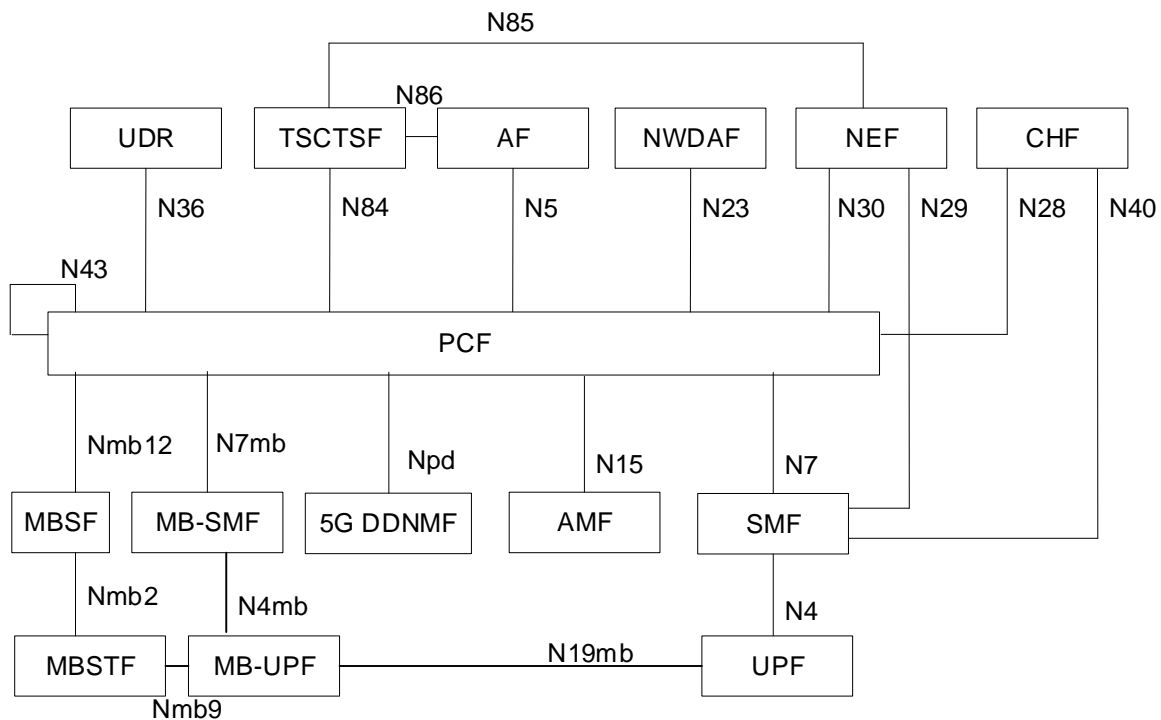 N85
N86
UDR TSCTSF AF NWDAF NEF CHF
N36 N84 N5 N23 N30 N29 N28 N40
N43
PCF
Nmb12 N7mb Npd N15 N7
MBSF MB-SMF 5G DDNMF AMF SMF
Nmb2 N4mb N4
N19mb
MBSTF MB-UPF UPF
Nmb9